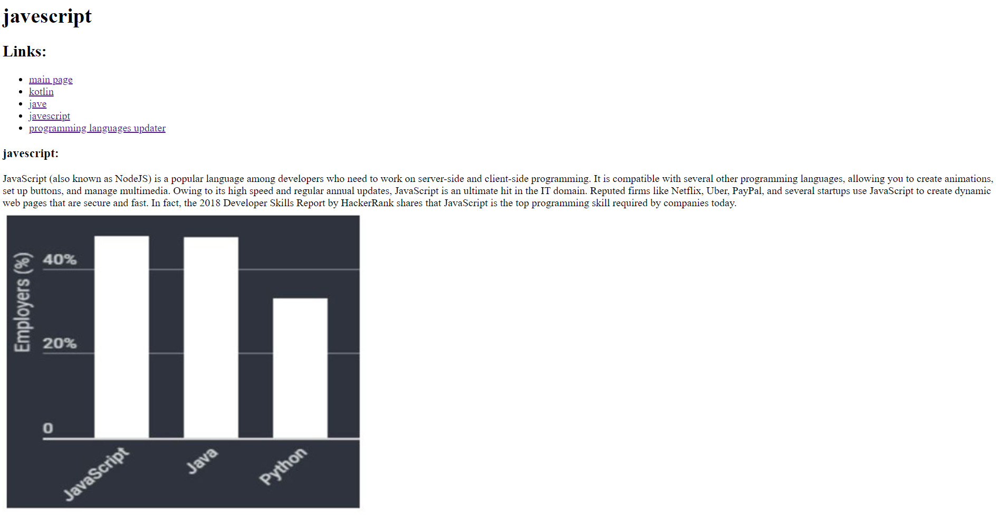 javescript
Links:
main page
kotlin
jave
javescript
programming languages updater
javescript:
JavaScript (also known as NodeJS) is a popular language among developers who need to work on server-side and client-side programming. It is compatible with several other programming languages, allowing you to create animations,
set up buttons, and manage multimedia. Owing to its high speed and regular annual updates, JavaScript is an ultimate hit in the IT domain. Reputed firms like Netflix, Uber, PayPal, and several startups use JavaScript to create dynamic
web pages that are secure and fast. In fact, the 2018 Developer Skills Report by HackerRank shares that JavaScript is the top programming skill required by companies today.
Employers (%)
40%
20%
0
JavaScript
Java
Python